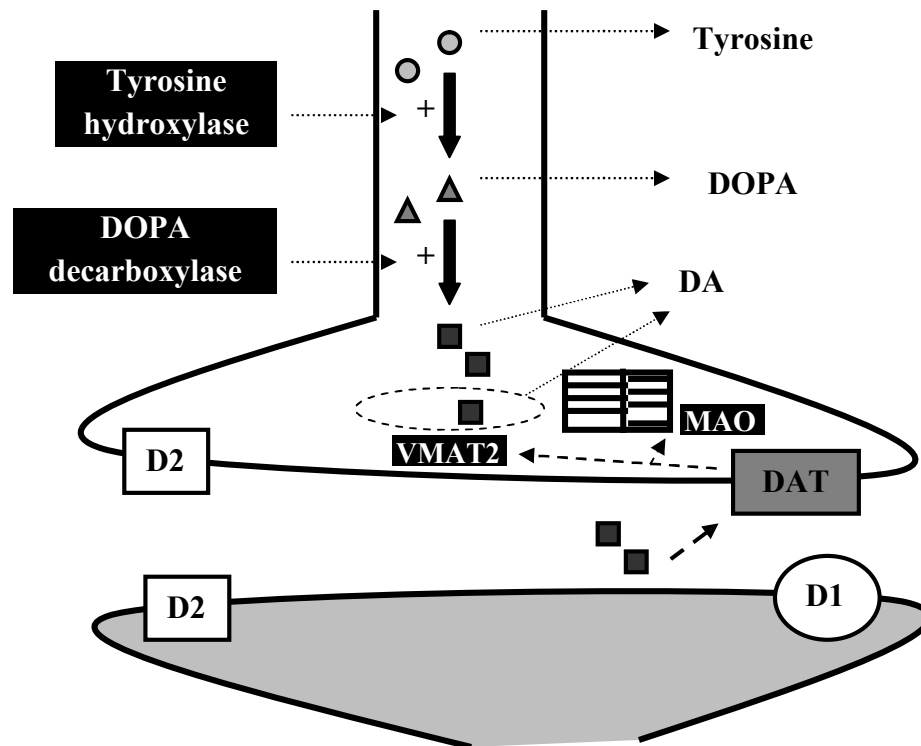 Tyrosine
Tyrosine
hydroxylase
+
DOPA
DOPA
decarboxylase
+
DA
MAO
VMAT2
D2
DAT
D2
D1